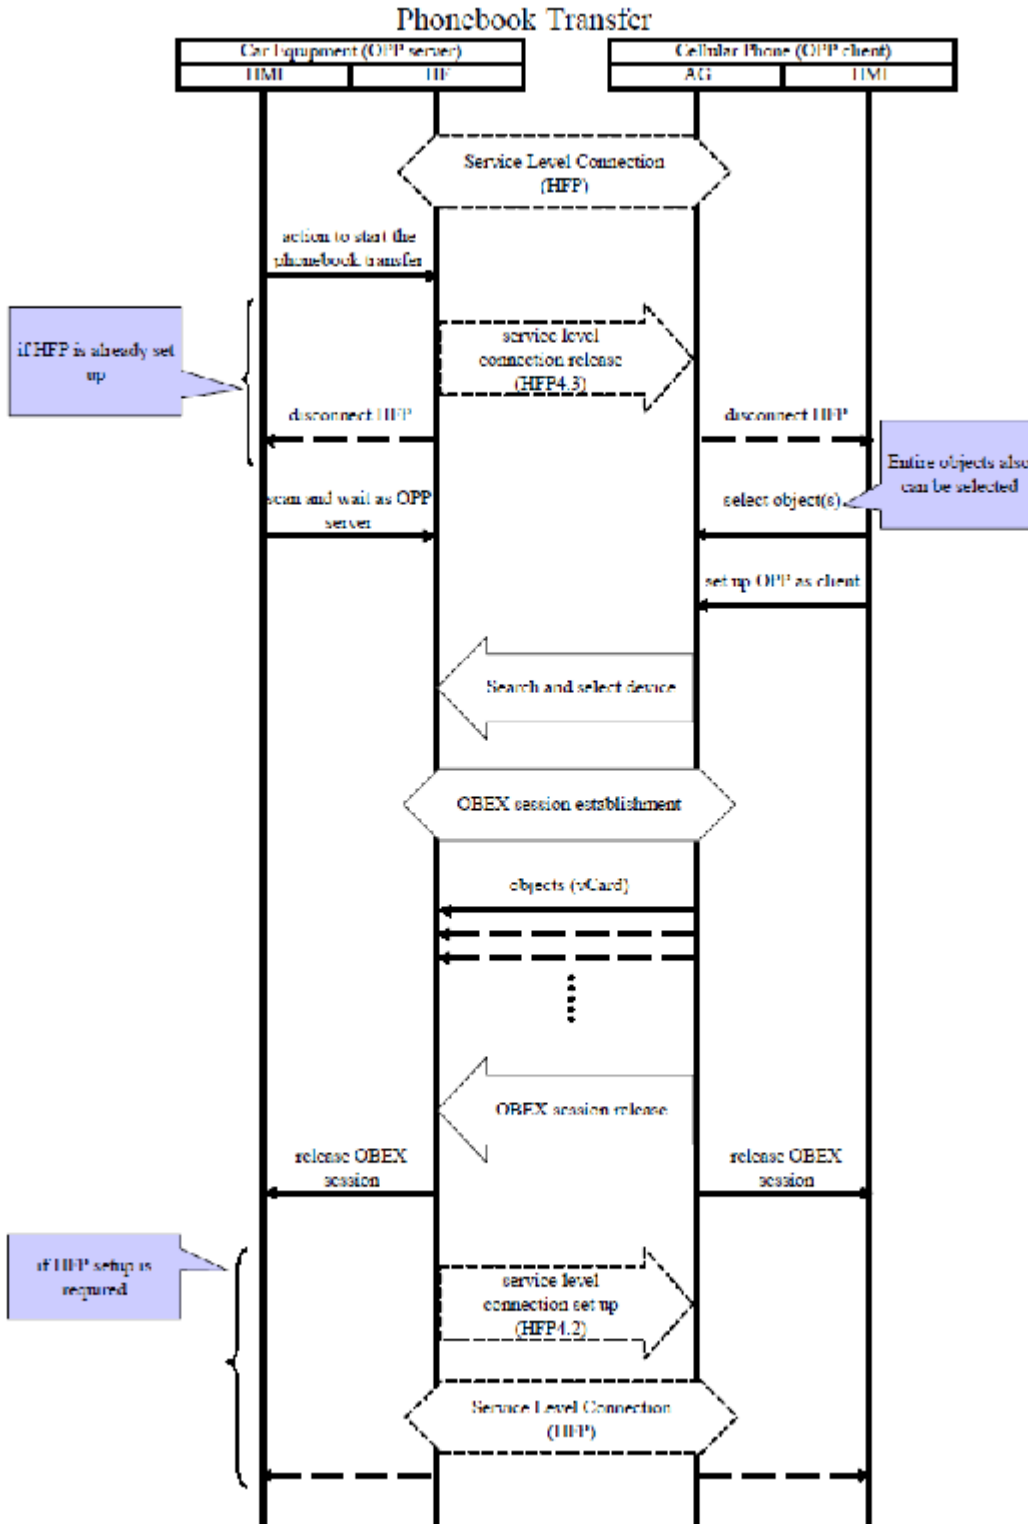 Phonebook Transfer
Car Equipment (OPP server)
Cellular Phone (OPP client)
HMI
HF
AG
HMI
Service Level Connection
(HFP)
action to start the
phonebook transfer
if HFP is already set
up
service level
connection release
(HFP4.3)
disconnect HFP
disconnect HFP
Entire objects also
can be selected
scan and wait as OPP
server
select object(s)
set up OPP as client
Search and select device
OBEX session establishment
objects (vCard)
OBEX session release
release OBEX
session
release OBEX
session
if HFP setup is
required
service level
connection set up
(HFP4.2)
Service Level Connection
(HFP)